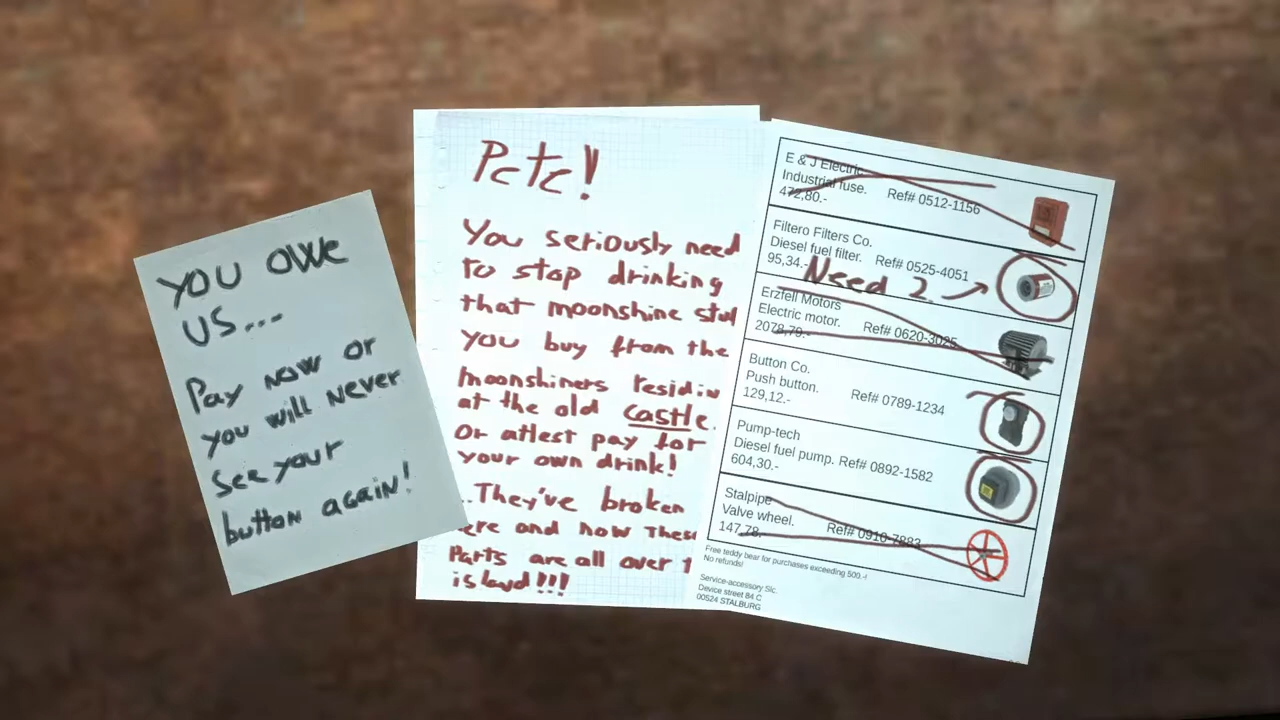 YOU OWE
US...
Pay NOW or
you will NEVER
see your
button again!
Pete!
You seriously need
to stop drinking
that moonshine
you buy from the
moonshiners
at the old castle.
Or atlest pay for
your own drink!
..They've broken
and now
Parts are all over
island!!!
E & J Electric
Industrial fuse. Ref# 0512-1156
472,80.-
Filtero Filters Co.
Diesel fuel filter. Ref# 0525-4051
95,34.-
Need 2
Erzfell Motors
Electric motor. Ref# 0620-3025
2078,79.-
Button Co.
Push button. Ref# 0789-1234
129,12.-
Pump-tech
Diesel fuel pump. Ref# 0892-1582
604,30.-
Stalpipe
Valve wheel. Ref# 0910-7883
147,78.-
Free teddy bear for purchases exceeding 500.-!
No refunds!
Service-accessory Slc.
Device street 84 C
00524 STALBURG